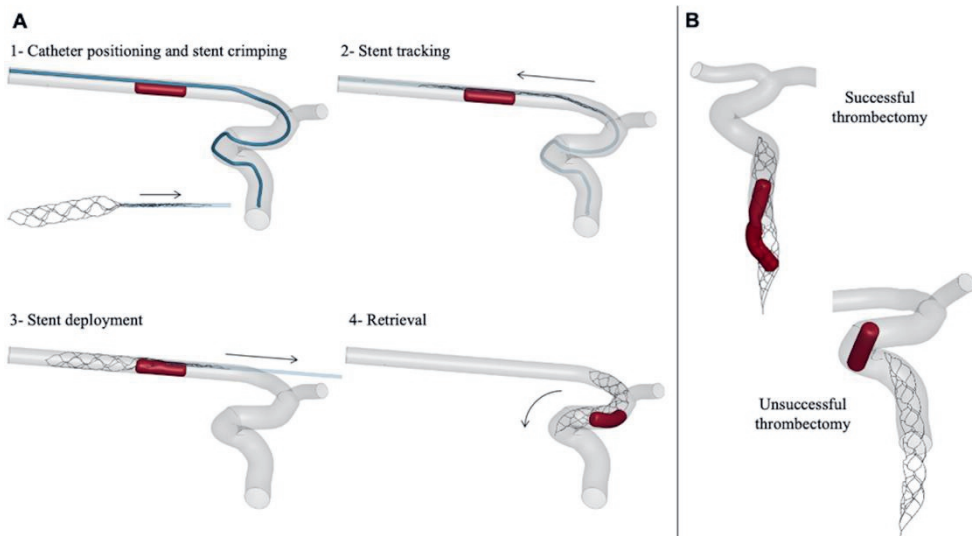 A
1- Catheter positioning and stent crimping
2- Stent tracking
3- Stent deployment
4- Retrieval
B
Successful
thrombectomy
Unsuccessful
thrombectomy